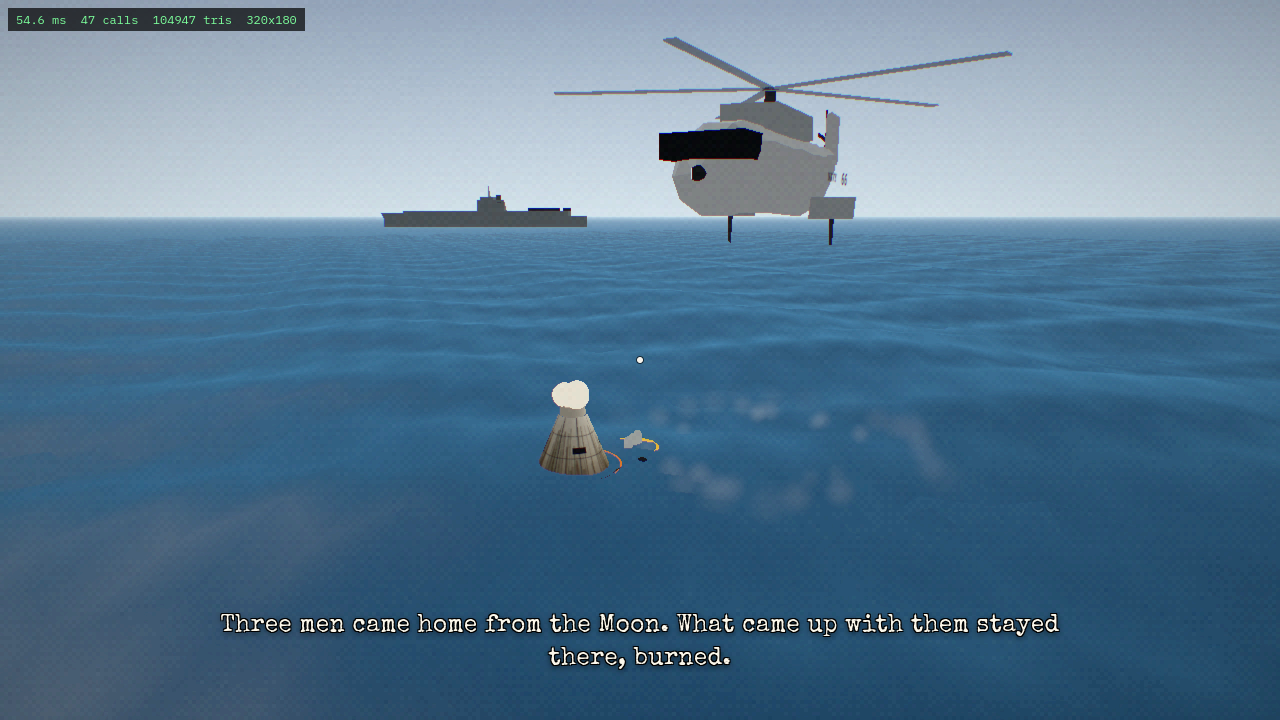 54.6 ms 47 calls 104947 tris 320x180
66
Three men came home from the Moon. What came up with them stayed
there, burned.